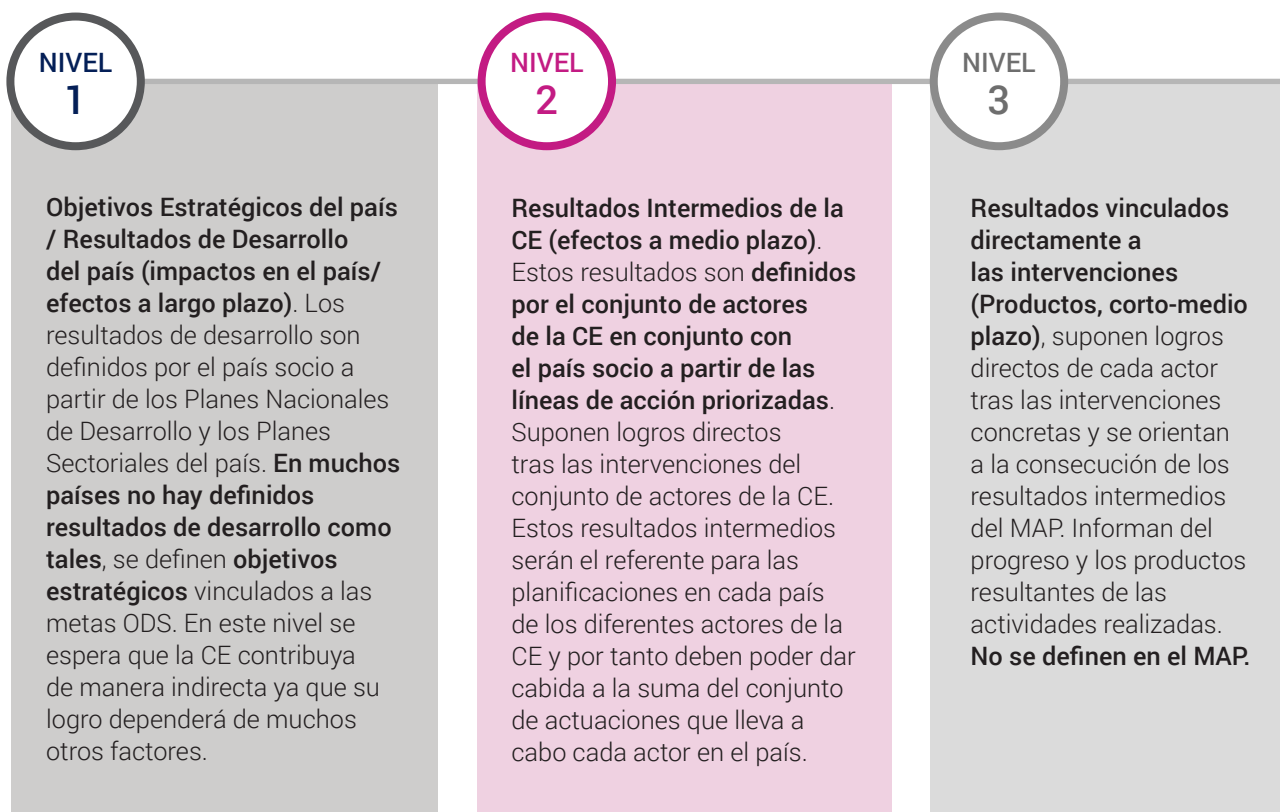 NIVEL
1
Objetivos Estratégicos del país
/ Resultados de Desarrollo
del país (impactos en el país/
efectos a largo plazo). Los
resultados de desarrollo son
definidos por el país socio a
partir de los Planes Nacionales
de Desarrollo y los Planes
Sectoriales del país. En muchos
países no hay definidos
resultados de desarrollo como
tales, se definen objetivos
estratégicos vinculados a las
metas ODS. En este nivel se
espera que la CE contribuya
de manera indirecta ya que su
logro dependerá de muchos
otros factores.
NIVEL
2
Resultados Intermedios de la
CE (efectos a medio plazo).
Estos resultados son definidos
por el conjunto de actores
de la CE en conjunto con
el país socio a partir de las
líneas de acción priorizadas.
Suponen logros directos
tras las intervenciones del
conjunto de actores de la CE.
Estos resultados intermedios
serán el referente para las
planificaciones en cada país
de los diferentes actores de la
CE y por tanto deben poder dar
cabida a la suma del conjunto
de actuaciones que lleva a
cabo cada actor en el país.
NIVEL
3
Resultados vinculados
directamente a
las intervenciones
(Productos, corto-medio
plazo), suponen logros
directos de cada actor
tras las intervenciones
concretas y se orientan
a la consecución de los
resultados intermedios
del MAP. Informan del
progreso y los productos
resultantes de las
actividades realizadas.
No se definen en el MAP.